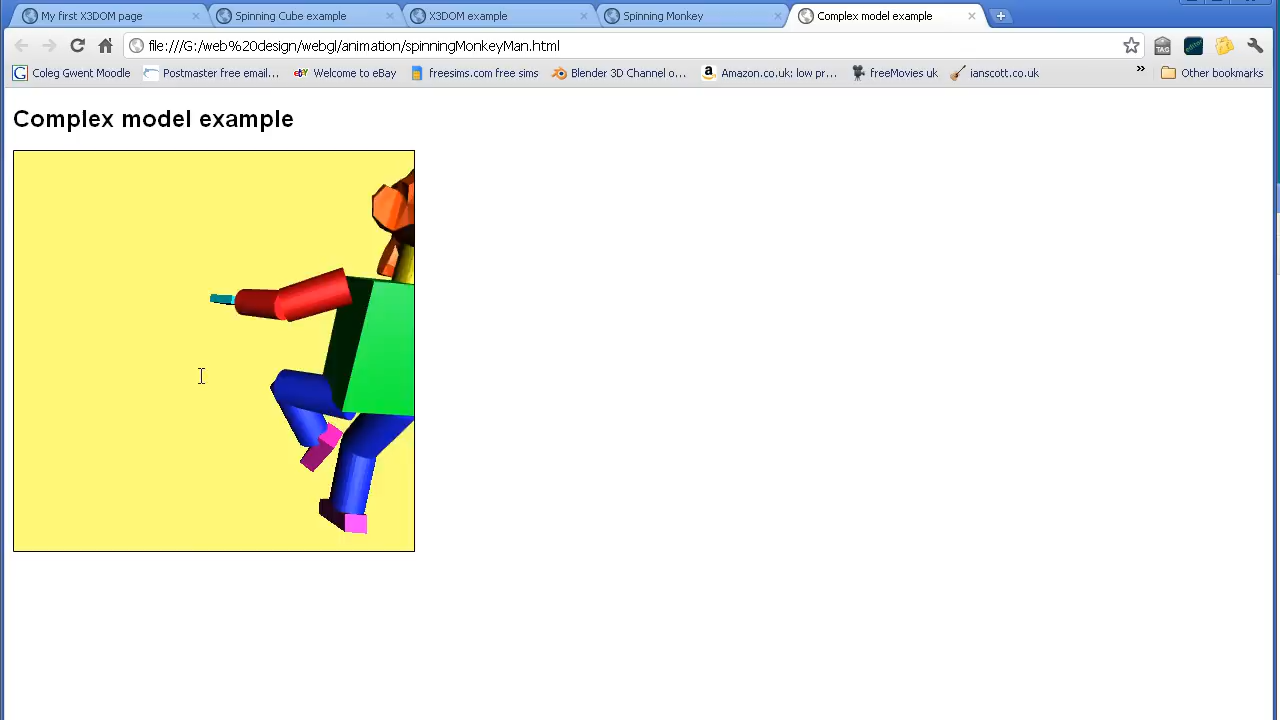 My first X3DOM page
Spinning Cube example
X3DOM example
Spinning Monkey
Complex model example
file:///G:/web%20design/webgl/animation/spinningMonkeyMan.html
TAG
Coleg Gwent Moodle
Postmaster free email...
Welcome to eBay
freesims.com free sims
Blender 3D Channel o...
Amazon.co.uk: low pr...
freeMovies uk
ianscott.co.uk
»
Other bookmarks
Complex model example